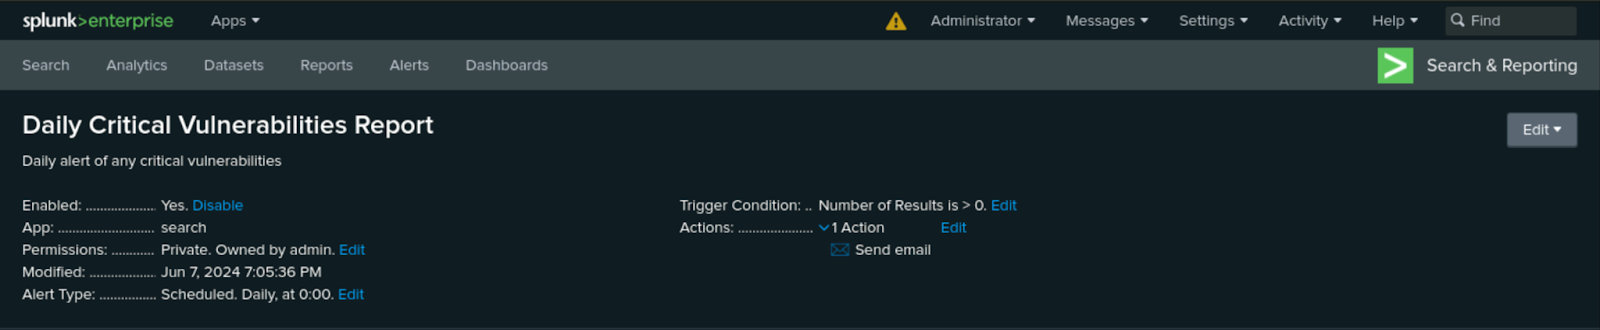 splunk>enterprise Apps Administrator Messages Settings Activity Help Find
Search Analytics Datasets Reports Alerts Dashboards > Search & Reporting
Daily Critical Vulnerabilities Report
Edit
Daily alert of any critical vulnerabilities
Enabled: .................... Yes. Disable
App: ............................ search
Permissions: ............ Private. Owned by admin. Edit
Modified: ................... Jun 7, 2024 7:05:36 PM
Alert Type: ................ Scheduled. Daily, at 0:00. Edit
Trigger Condition: .. Number of Results is > 0. Edit
Actions: ..................... 1 Action Edit
Send email